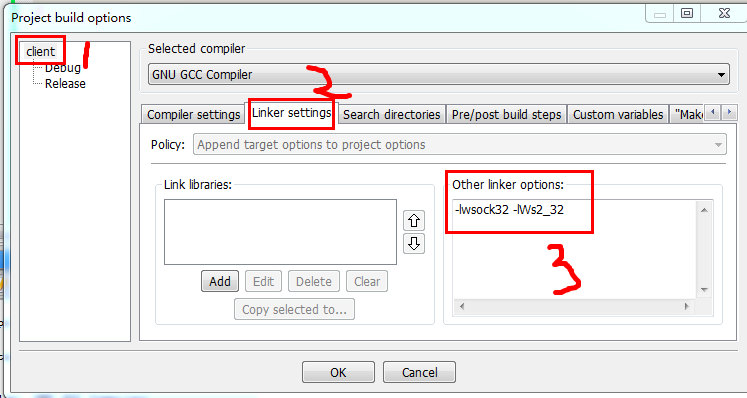 Project build options
client
1
Debug
Release
Selected compiler
GNU GCC Compiler
2
Compiler settings
Linker settings
Search directories
Pre/post build steps
Custom variables
"Make
Policy:
Append target options to project options
Link libraries:
Other linker options:
-lwsock32 -lWs2_32
3
Add
Edit
Delete
Clear
Copy selected to...
OK
Cancel